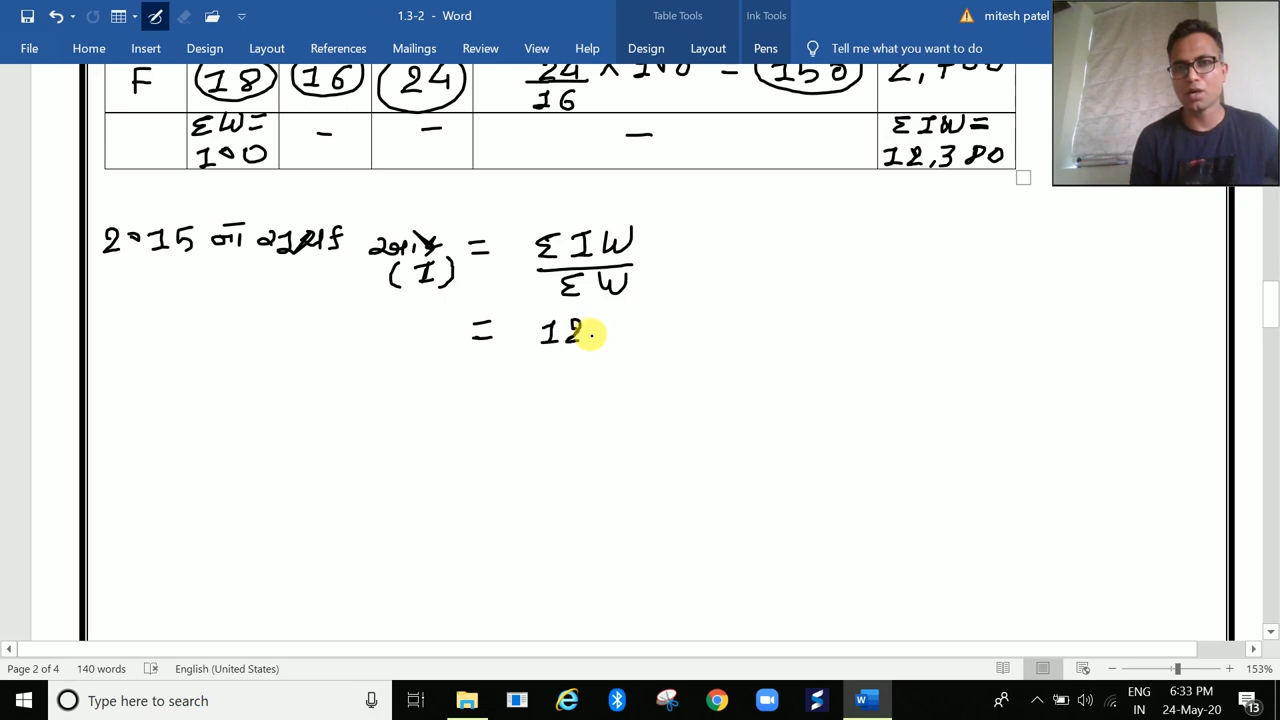 1.3-2 - Word
Table Tools
Ink Tools
mitesh patel
File Home Insert Design Layout References Mailings Review View Help Design Layout Pens Tell me what you want to do
F 18 16 24 24/16 × 100 = 150 2,700
ΣW= 100 - - - ΣIW= 12,380
2015 ના = ΣIW
(I) ΣW
= 12.
Page 2 of 4 140 words English (United States) 153%
Type here to search
ENG 6:33 PM
IN 24-May-20 13